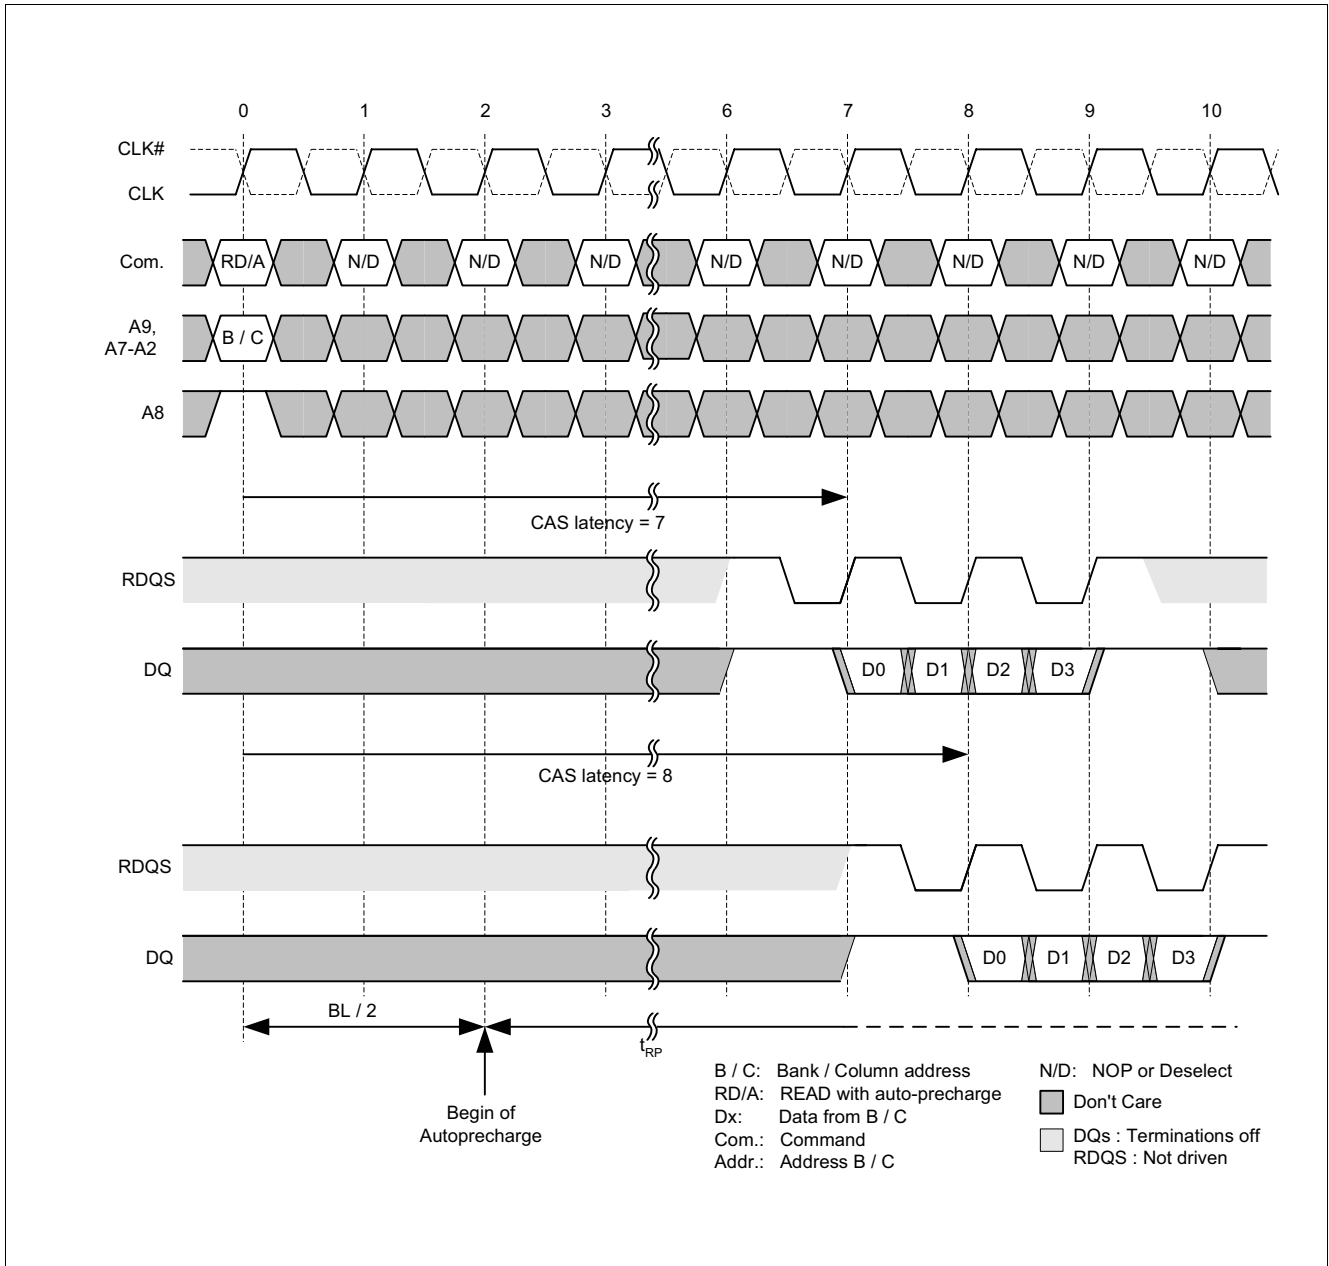 0 1 2 3 6 7 8 9 10
CLK#
CLK
Com. RD/A N/D N/D N/D N/D N/D N/D N/D N/D
A9,
A7-A2 B / C
A8
CAS latency = 7
RDQS
DQ D0 D1 D2 D3
CAS latency = 8
RDQS
DQ D0 D1 D2 D3
BL / 2
tRP
Begin of
Autoprecharge
B / C: Bank / Column address
RD/A: READ with auto-precharge
Dx: Data from B / C
Com.: Command
Addr.: Address B / C
N/D: NOP or Deselect
Don't Care
DQs : Terminations off
RDQS : Not driven